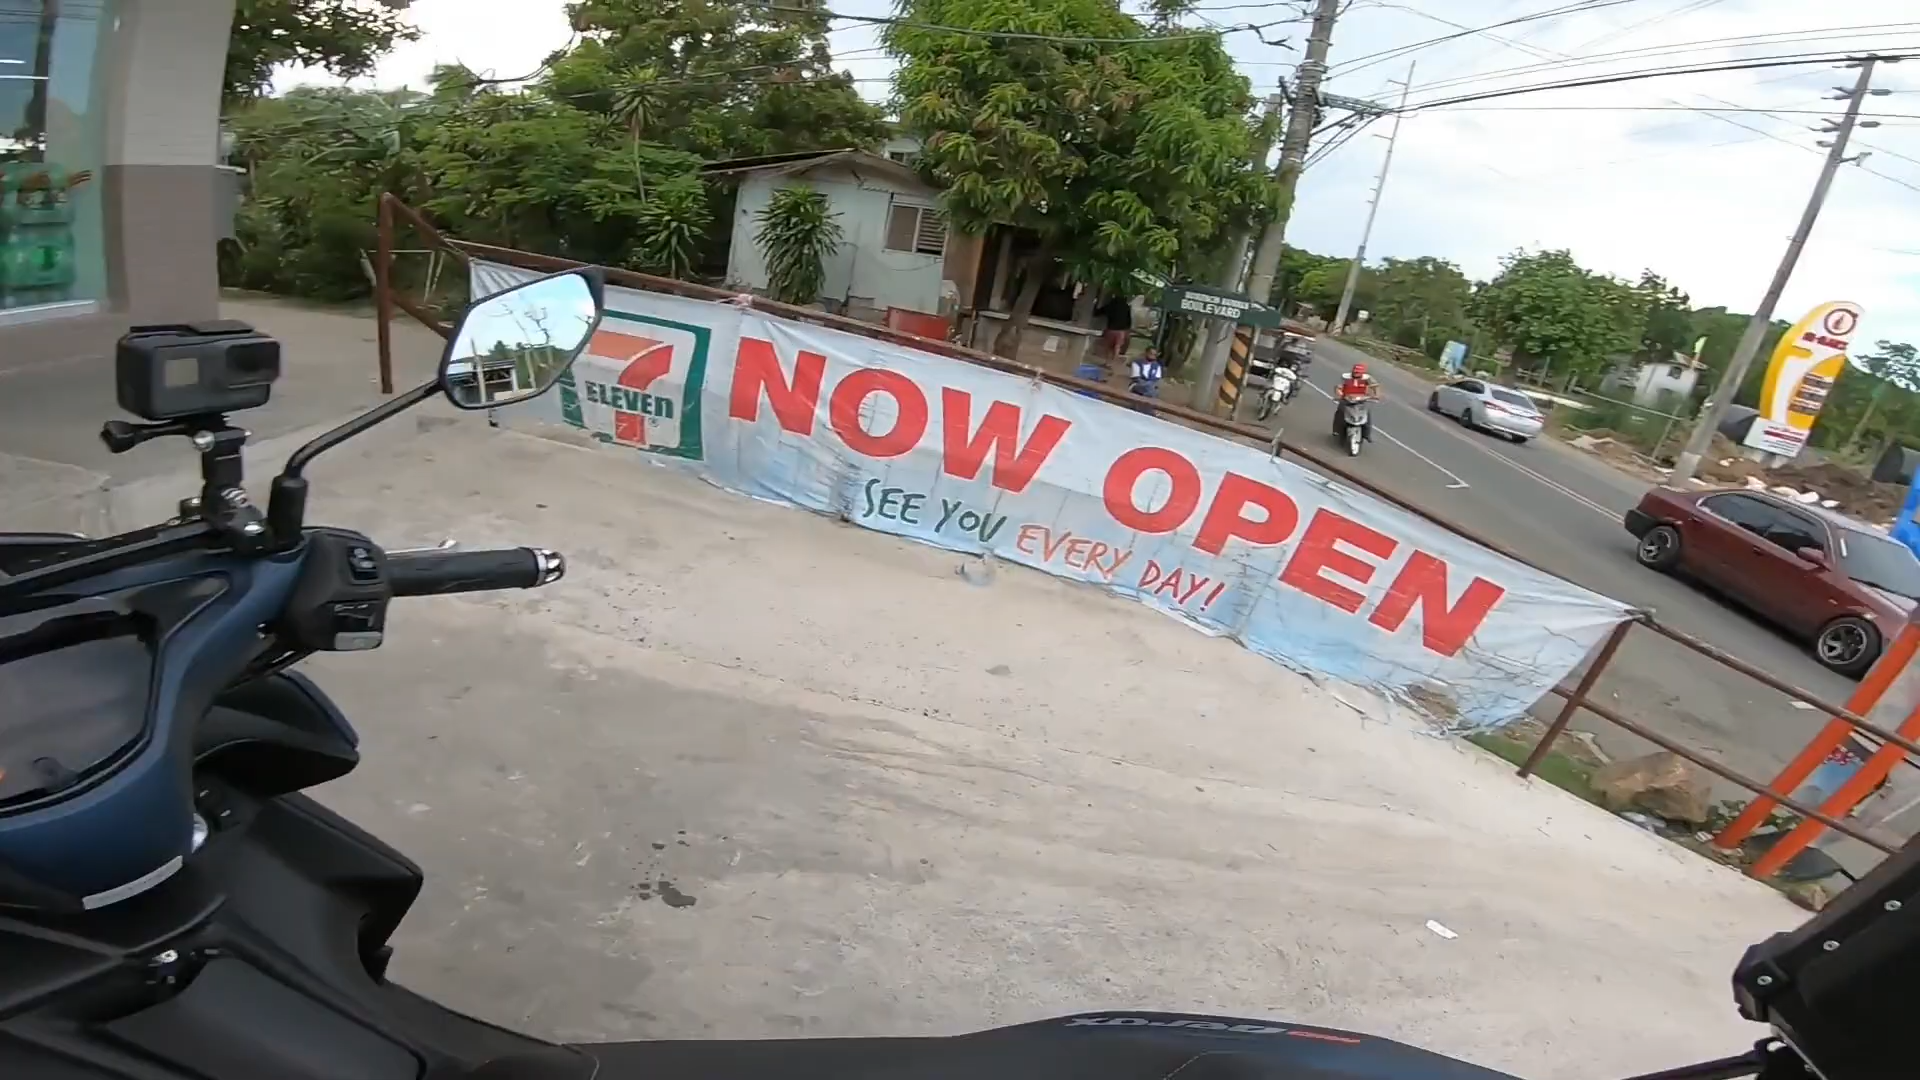 7
ELEVEn
®
NOW OPEN
SEE YOU EVERY DAY!
BOULEVARD